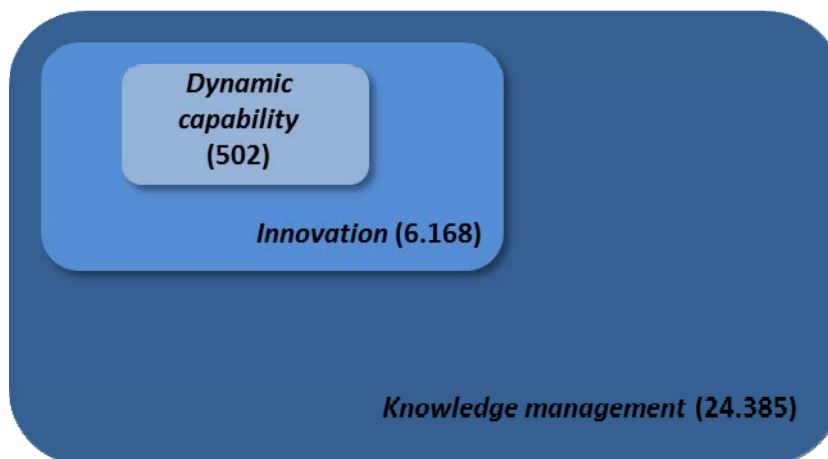 Dynamic
capability
(502)
Innovation (6.168)
Knowledge management (24.385)